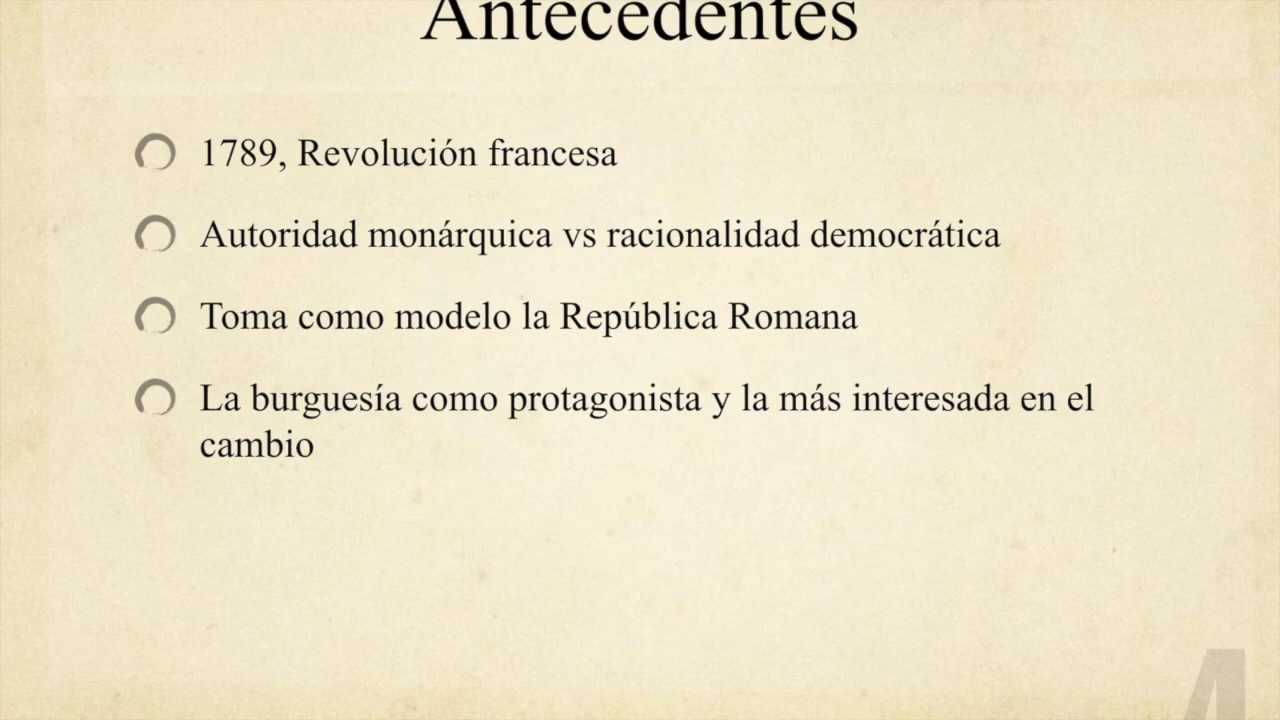 Antecedentes
1789, Revolución francesa
Autoridad monárquica vs racionalidad democrática
Toma como modelo la República Romana
La burguesía como protagonista y la más interesada en el
cambio
4